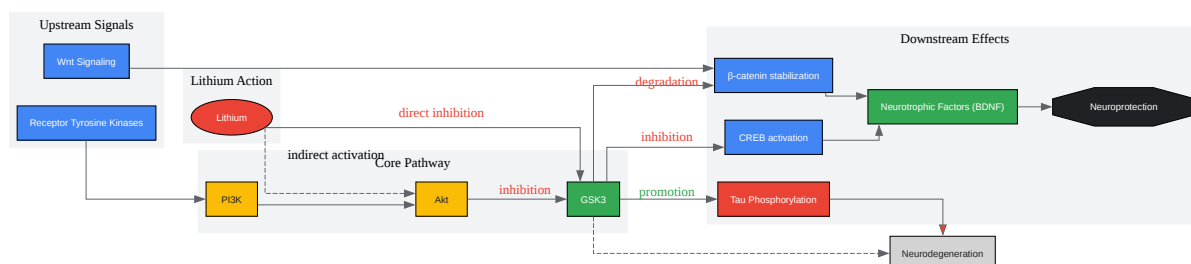 Upstream Signals
Wnt Signaling
Receptor Tyrosine Kinases
Lithium Action
Lithium
direct inhibition
indirect activation
Core Pathway
PI3K
Akt
inhibition
GSK3
degradation
inhibition
promotion
Downstream Effects
β-catenin stabilization
CREB activation
Tau Phosphorylation
Neurotrophic Factors (BDNF)
Neuroprotection
Neurodegeneration